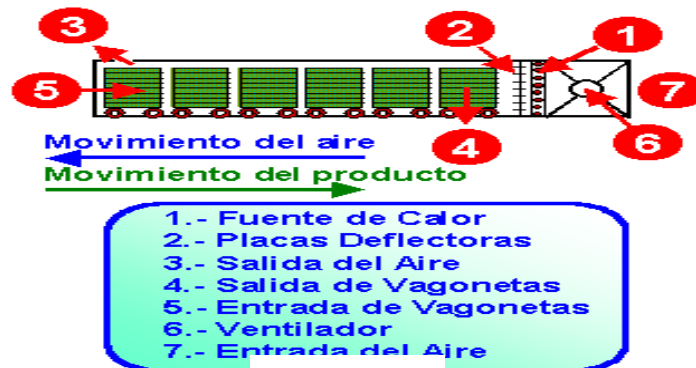 3
2
1
5
7
4
6
Movimiento del aire
Movimiento del producto
1.- Fuente de Calor
2.- Placas Deflectoras
3.- Salida del Aire
4.- Salida de Vagonetas
5.- Entrada de Vagonetas
6.- Ventilador
7.- Entrada del Aire